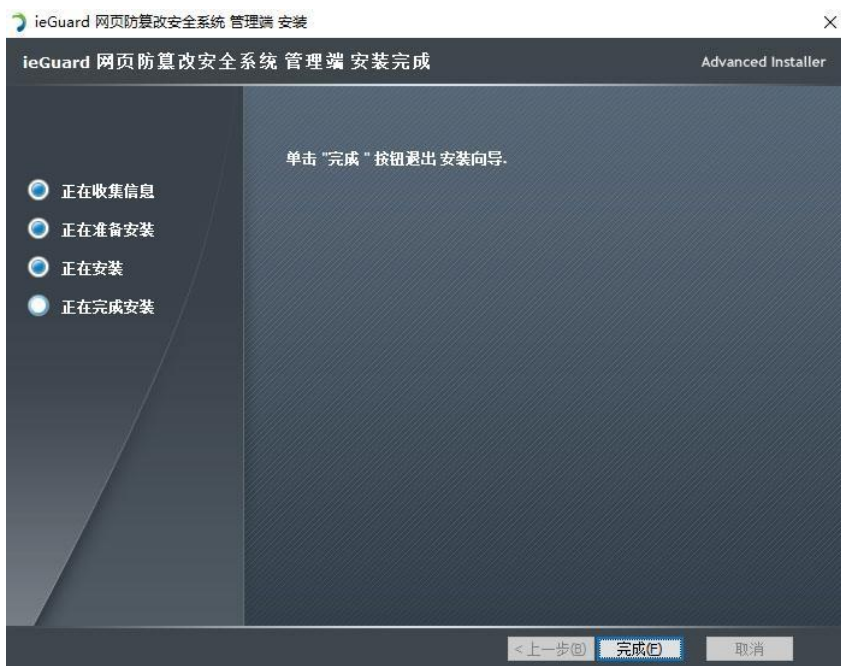 ieGuard 网页防篡改安全系统 管理端 安装
ieGuard 网页防篡改安全系统 管理端 安装完成
Advanced Installer
单击 "完成 " 按钮退出 安装向导.
正在收集信息
正在准备安装
正在安装
正在完成安装
< 上一步(B)
完成(F)
取消